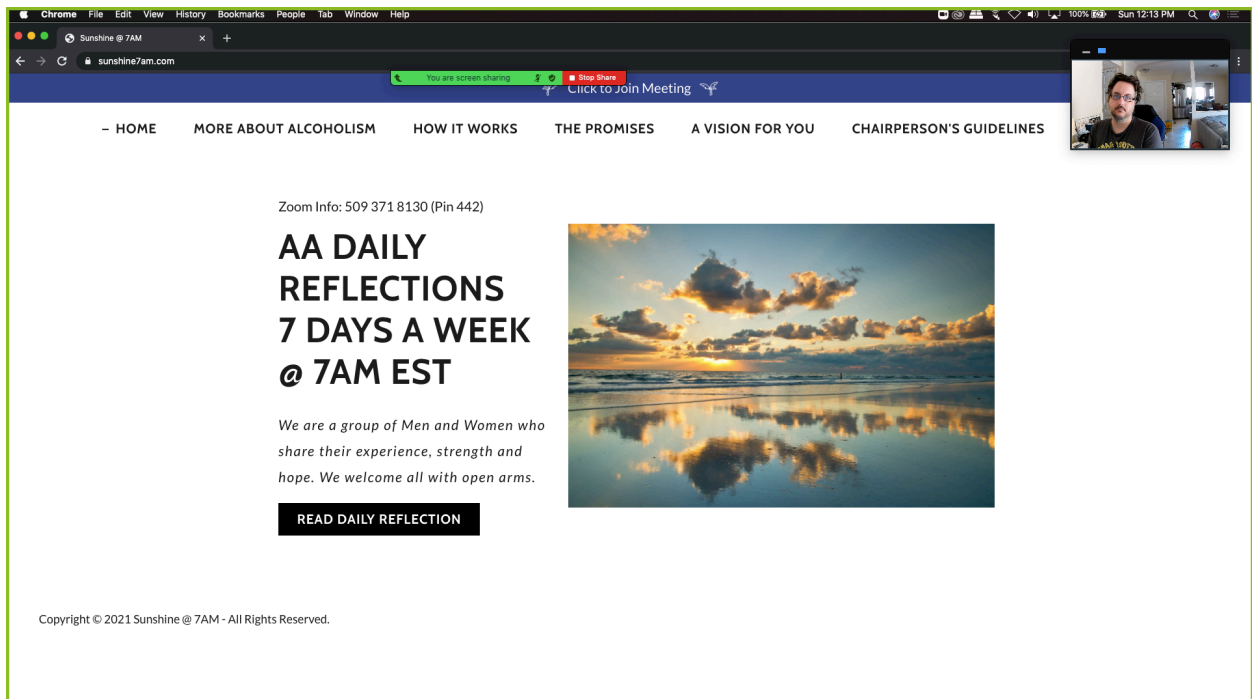 Chrome File Edit View History Bookmarks People Tab Window Help 100% Sun 12:13 PM
Sunshine @ 7AM
sunshine7am.com
You are screen sharing Stop Share
Click to Join Meeting
– HOME MORE ABOUT ALCOHOLISM HOW IT WORKS THE PROMISES A VISION FOR YOU CHAIRPERSON'S GUIDELINES
Zoom Info: 509 371 8130 (Pin 442)
AA DAILY
REFLECTIONS
7 DAYS A WEEK
@ 7AM EST
We are a group of Men and Women who
share their experience, strength and
hope. We welcome all with open arms.
READ DAILY REFLECTION
Copyright © 2021 Sunshine @ 7AM - All Rights Reserved.